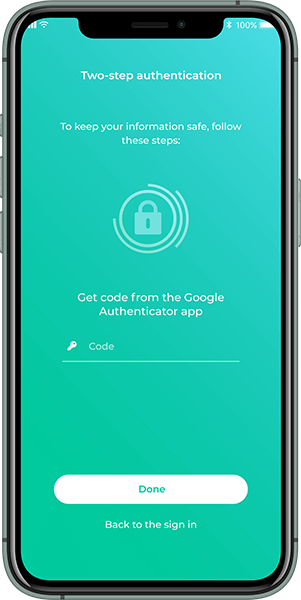 100%
Two-step authentication
To keep your information safe, follow
these steps:
Get code from the Google
Authenticator app
Code
Done
Back to the sign in